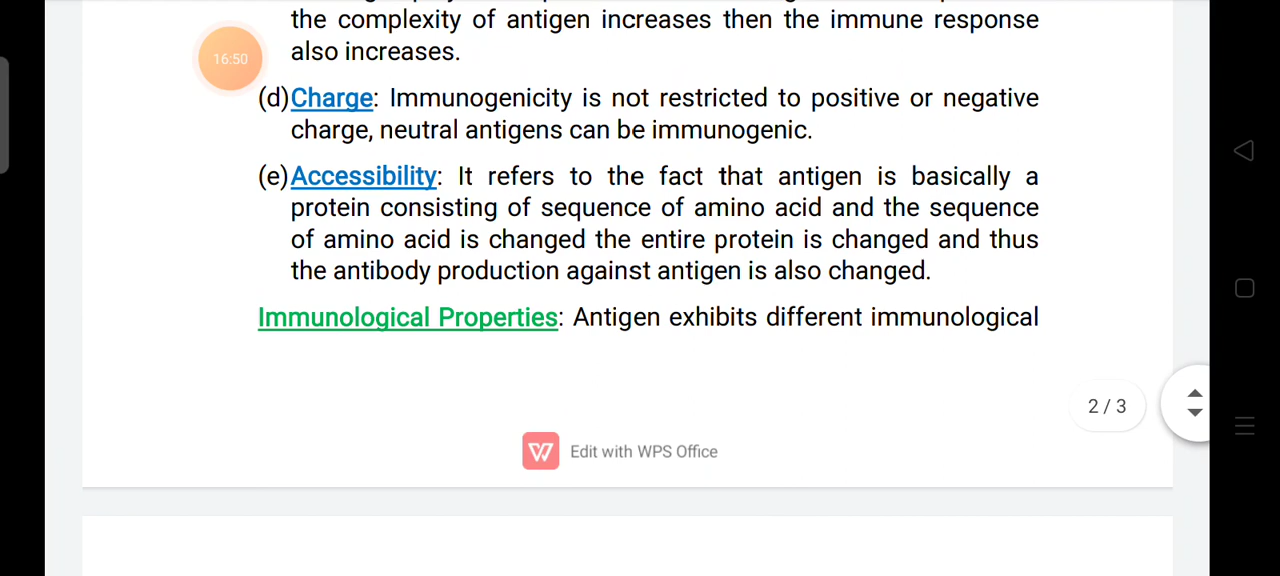 the complexity of antigen increases then the immune response
also increases.
16:50
(d)Charge: Immunogenicity is not restricted to positive or negative
charge, neutral antigens can be immunogenic.
(e)Accessibility: It refers to the fact that antigen is basically a
protein consisting of sequence of amino acid and the sequence
of amino acid is changed the entire protein is changed and thus
the antibody production against antigen is also changed.
Immunological Properties: Antigen exhibits different immunological
2 / 3
Edit with WPS Office